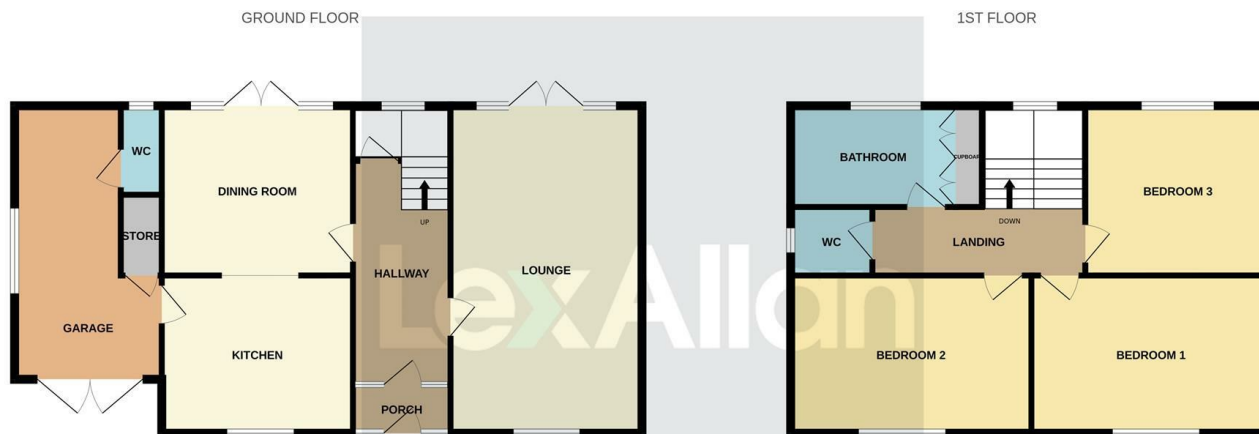 GROUND FLOOR
1ST FLOOR
WC
DINING ROOM
STORE
GARAGE
KITCHEN
HALLWAY
UP
LOUNGE
PORCH
BATHROOM
CUPBOARD
BEDROOM 3
WC
LANDING
DOWN
BEDROOM 2
BEDROOM 1
LexAllan